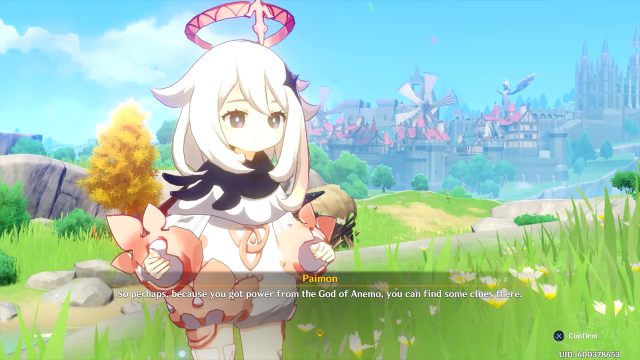 Paimon
So perhaps, because you got power from the God of Anemo, you can find some clues there.
Confirm
UID: 600378653